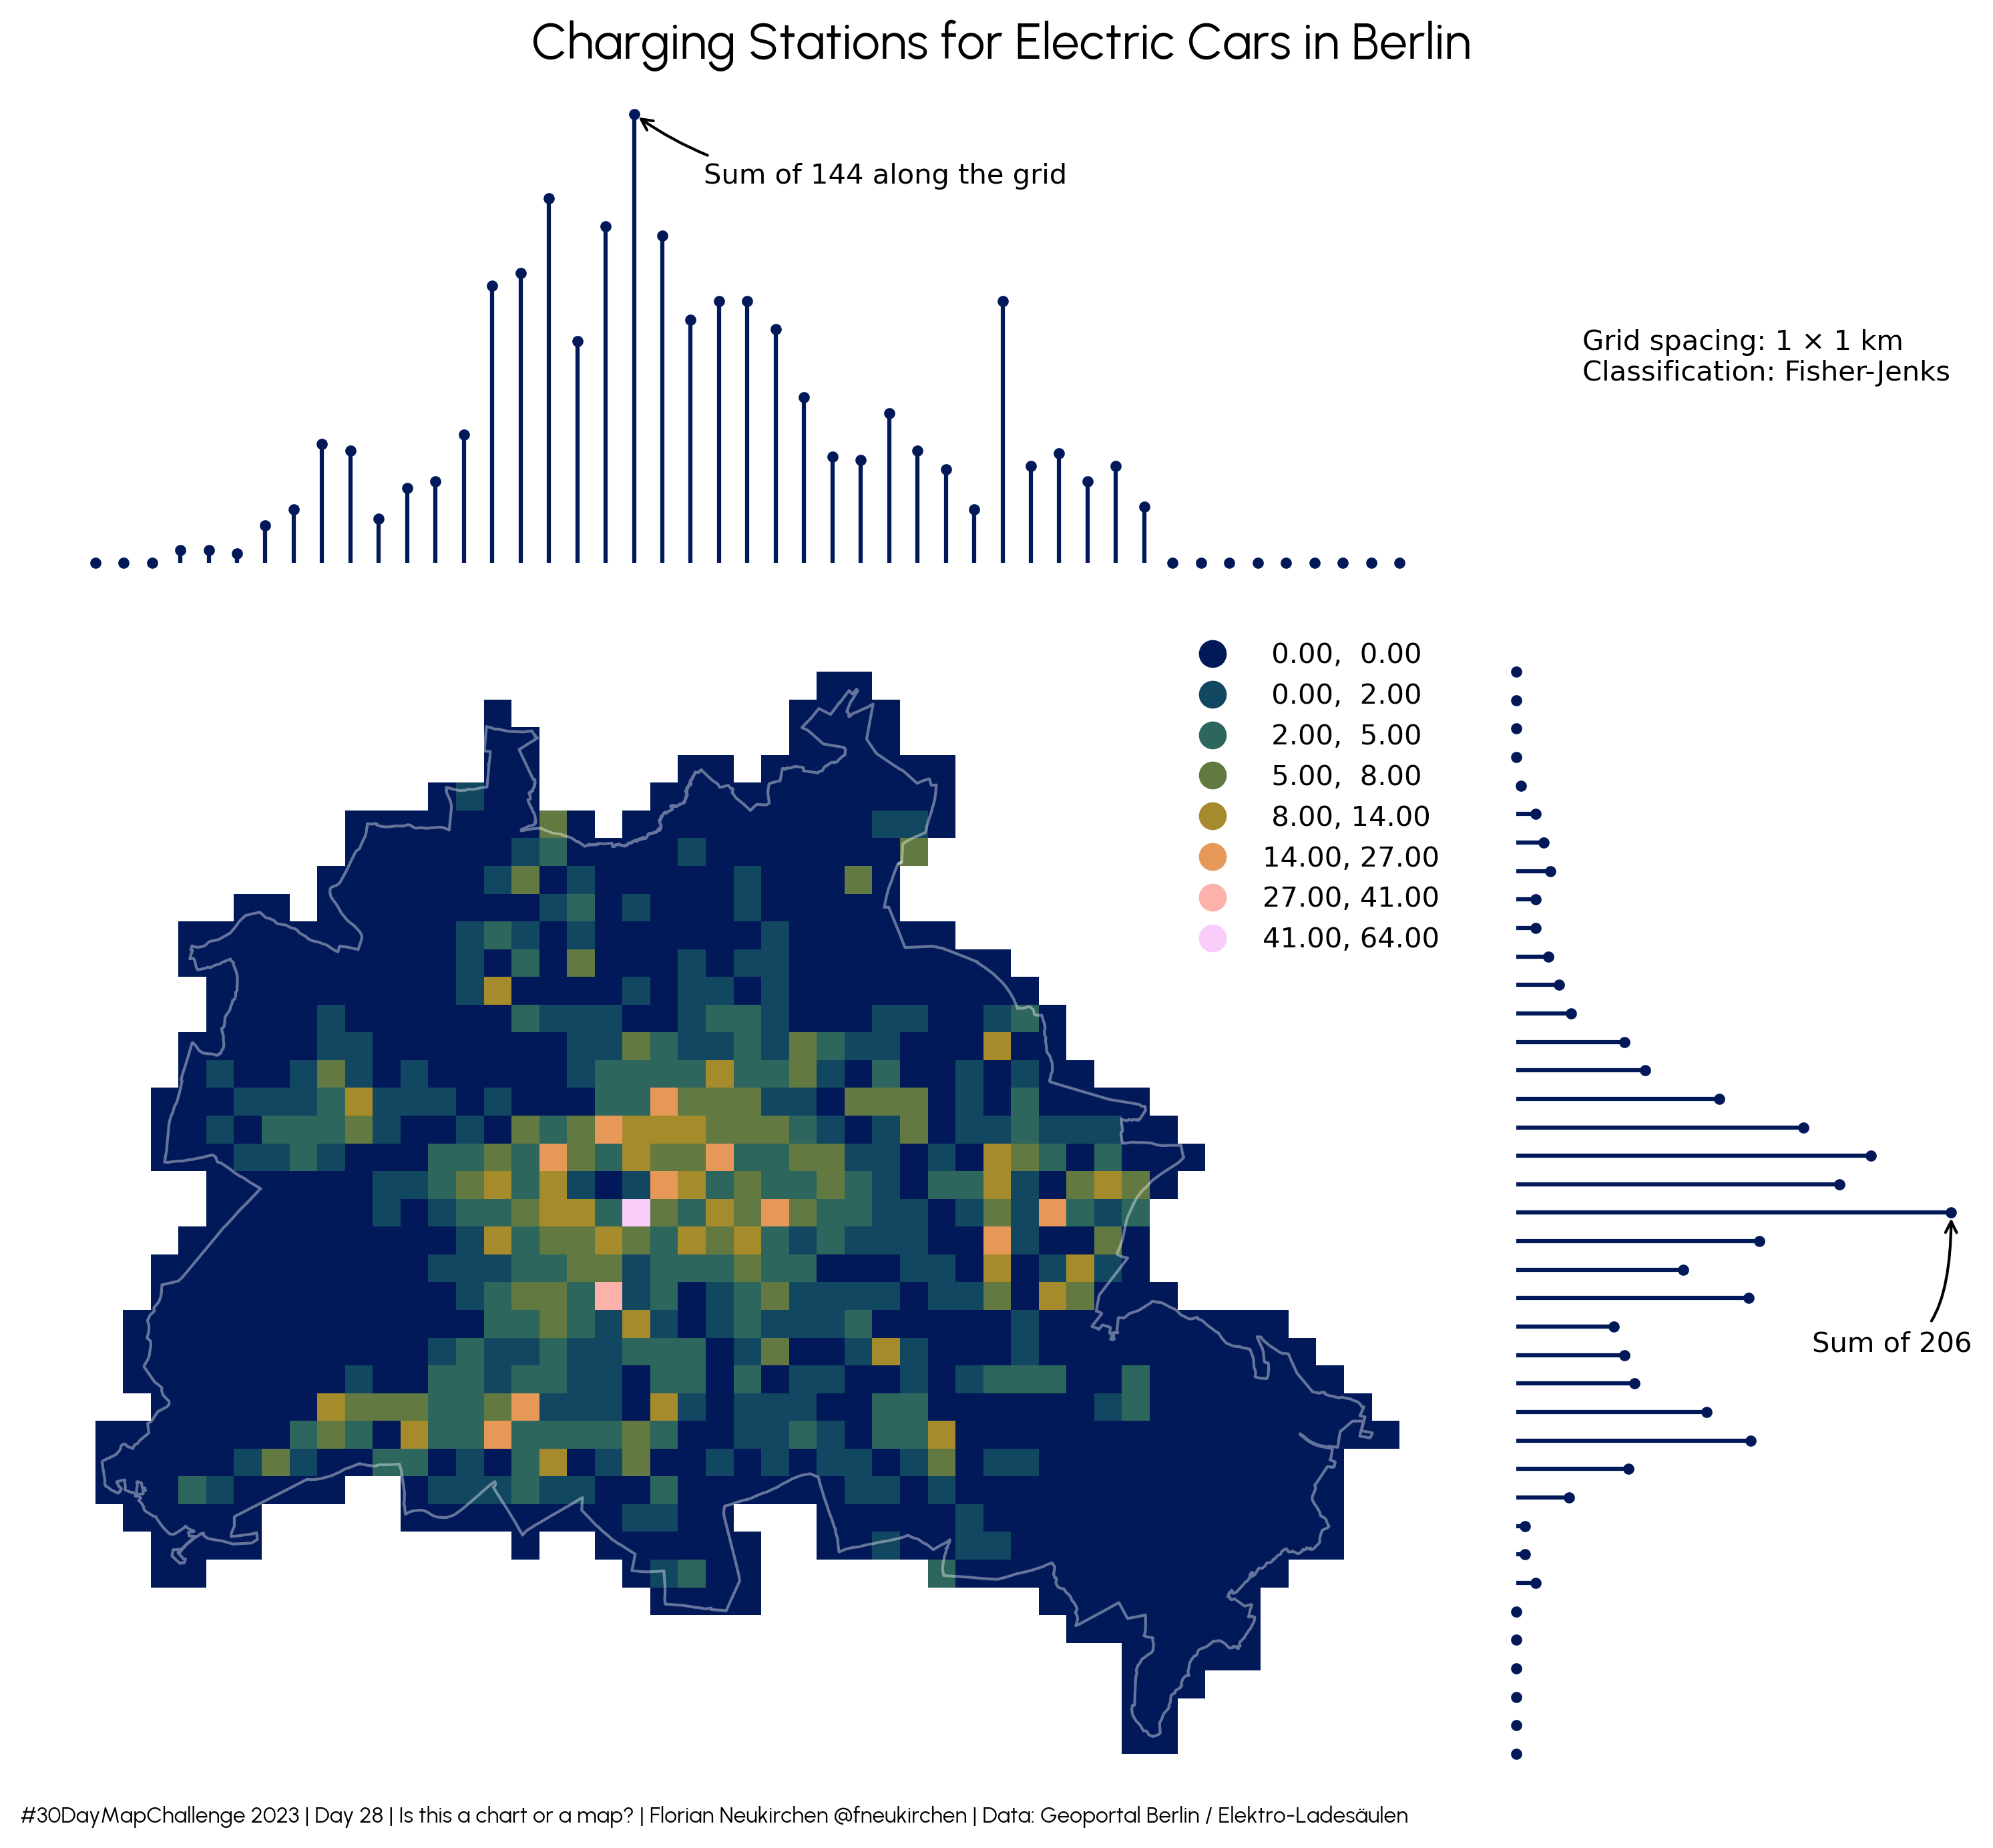 Charging Stations for Electric Cars in Berlin
Sum of 144 along the grid
Grid spacing: 1 × 1 km
Classification: Fisher-Jenks
0.00, 0.00
0.00, 2.00
2.00, 5.00
5.00, 8.00
8.00, 14.00
14.00, 27.00
27.00, 41.00
41.00, 64.00
Sum of 206
#30DayMapChallenge 2023 | Day 28 | Is this a chart or a map? | Florian Neukirchen @fneukirchen | Data: Geoportal Berlin / Elektro-Ladesäulen